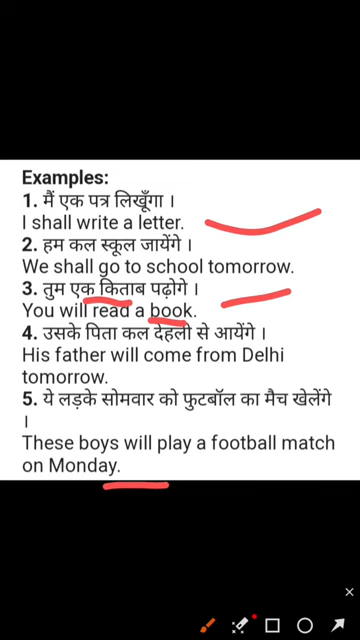 Examples:
1. मैं एक पत्र लिखूँगा ।
I shall write a letter.
2. हम कल स्कूल जायेंगे ।
We shall go to school tomorrow.
3. तुम एक किताब पढ़ोगे ।
You will read a book.
4. उसके पिता कल देहली से आयेंगे ।
His father will come from Delhi
tomorrow.
5. ये लड़के सोमवार को फुटबॉल का मैच खेलेंगे
।
These boys will play a football match
on Monday.